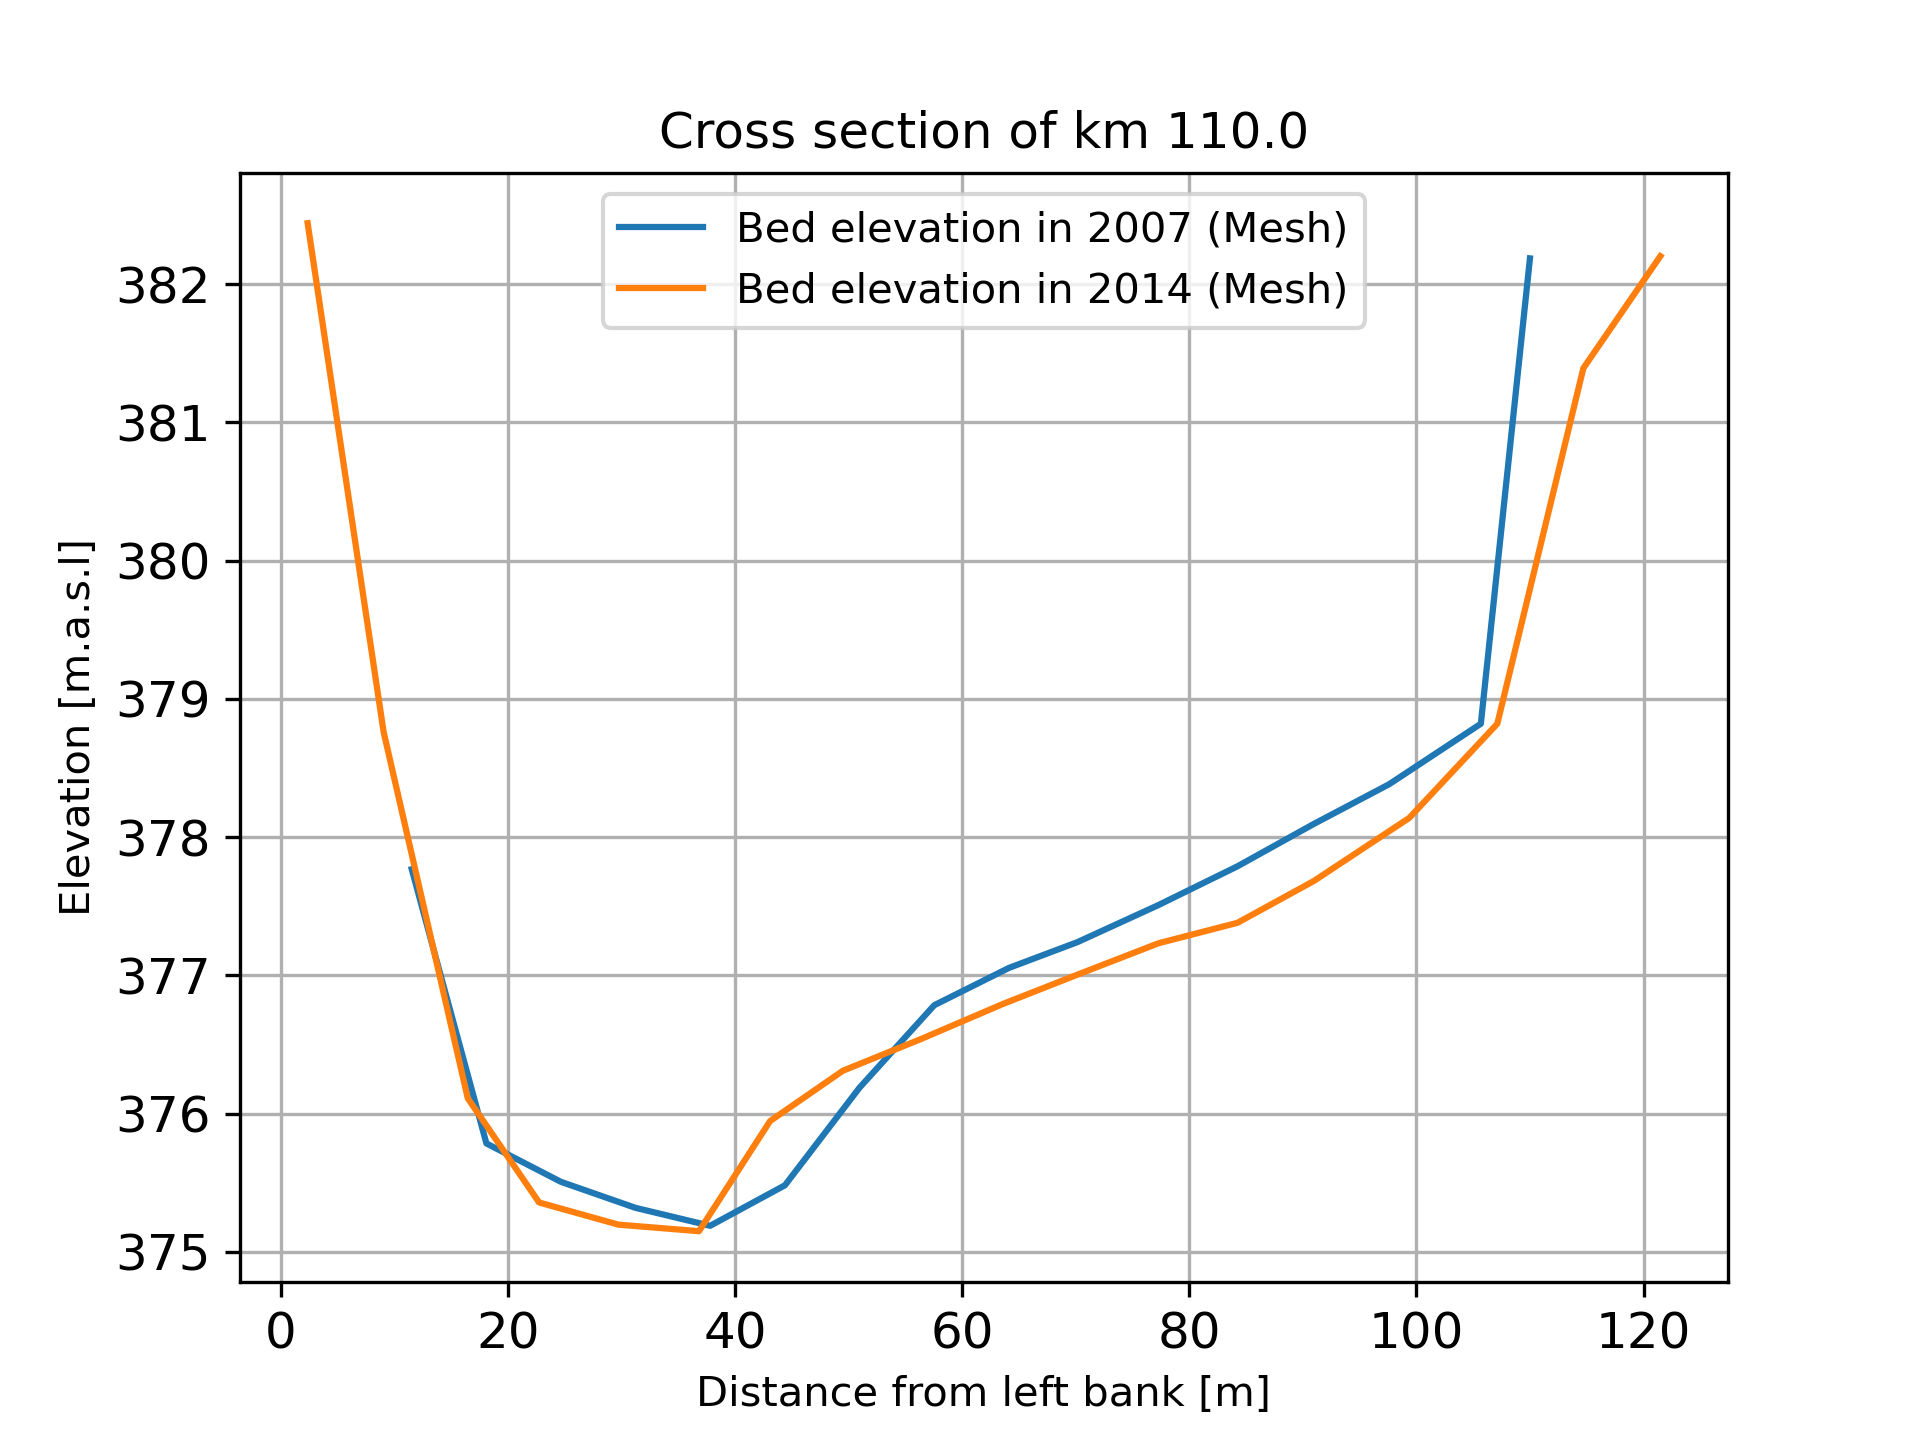 Cross section of km 110.0
Bed elevation in 2007 (Mesh)
Bed elevation in 2014 (Mesh)
Elevation [m.a.s.l]
382
381
380
379
378
377
376
375
0 20 40 60 80 100 120
Distance from left bank [m]